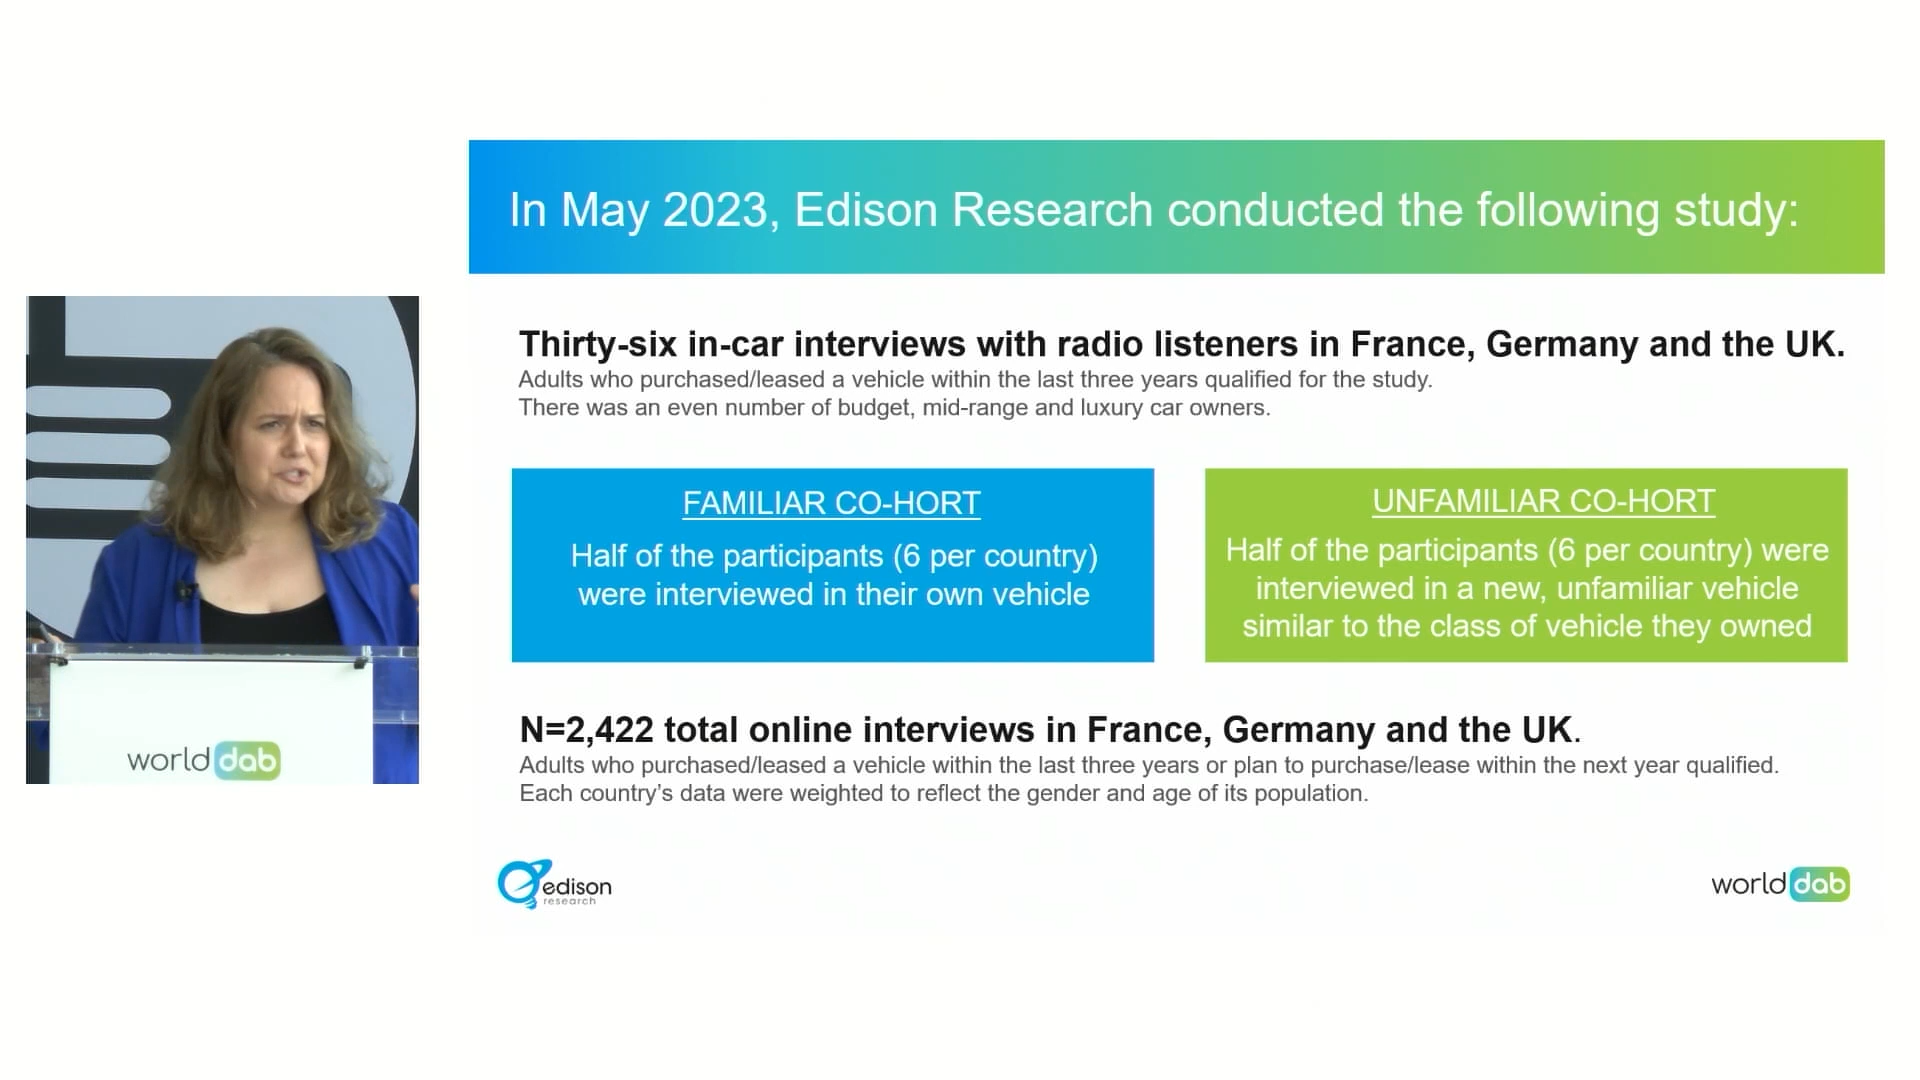 In May 2023, Edison Research conducted the following study:
Thirty-six in-car interviews with radio listeners in France, Germany and the UK.
Adults who purchased/leased a vehicle within the last three years qualified for the study.
There was an even number of budget, mid-range and luxury car owners.
FAMILIAR CO-HORT
Half of the participants (6 per country)
were interviewed in their own vehicle
UNFAMILIAR CO-HORT
Half of the participants (6 per country) were
interviewed in a new, unfamiliar vehicle
similar to the class of vehicle they owned
N=2,422 total online interviews in France, Germany and the UK.
Adults who purchased/leased a vehicle within the last three years or plan to purchase/lease within the next year qualified.
Each country's data were weighted to reflect the gender and age of its population.
world dab
edison
research
world dab